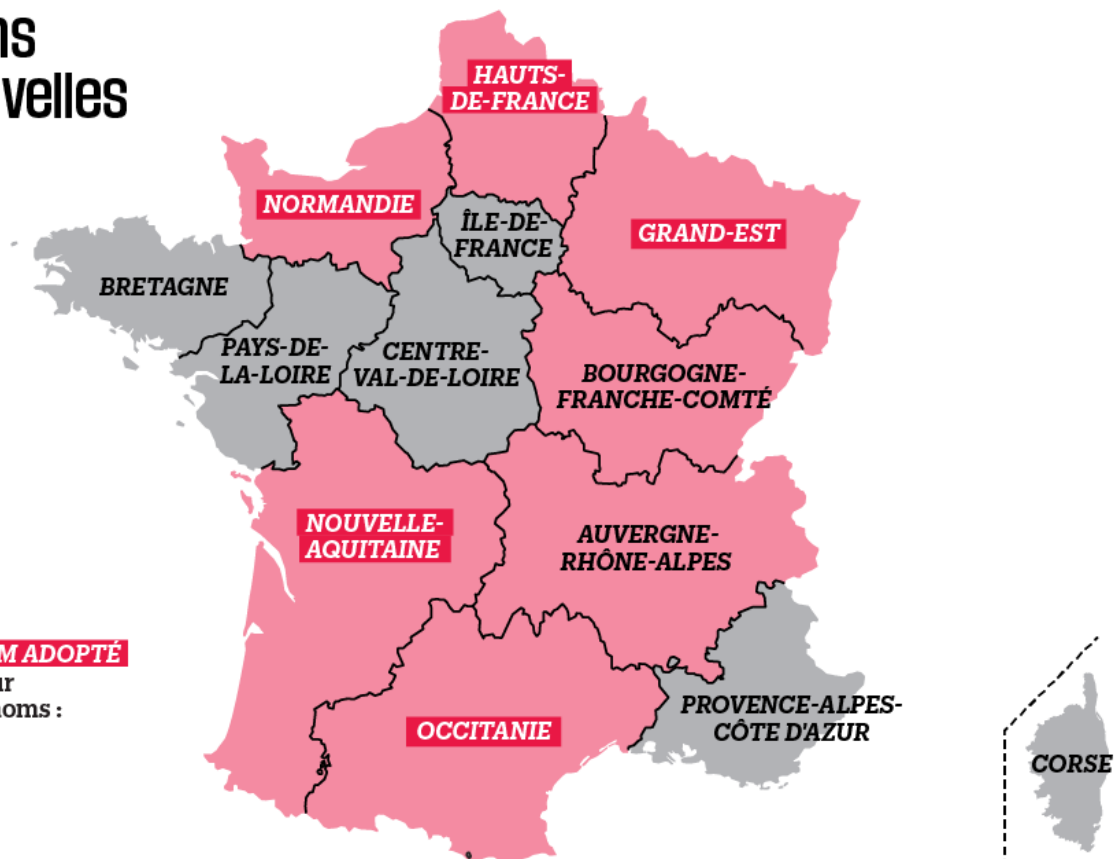 ns
velles
HAUTS-
DE-FRANCE
NORMANDIE
ÎLE-DE-
FRANCE
GRAND-EST
BRETAGNE
PAYS-DE-
LA-LOIRE
CENTRE-
VAL-DE-LOIRE
BOURGOGNE-
FRANCHE-COMTÉ
NOUVELLE-
AQUITAINE
AUVERGNE-
RHÔNE-ALPES
M ADOPTÉ
ur
noms :
OCCITANIE
PROVENCE-ALPES-
CÔTE D'AZUR
CORSE